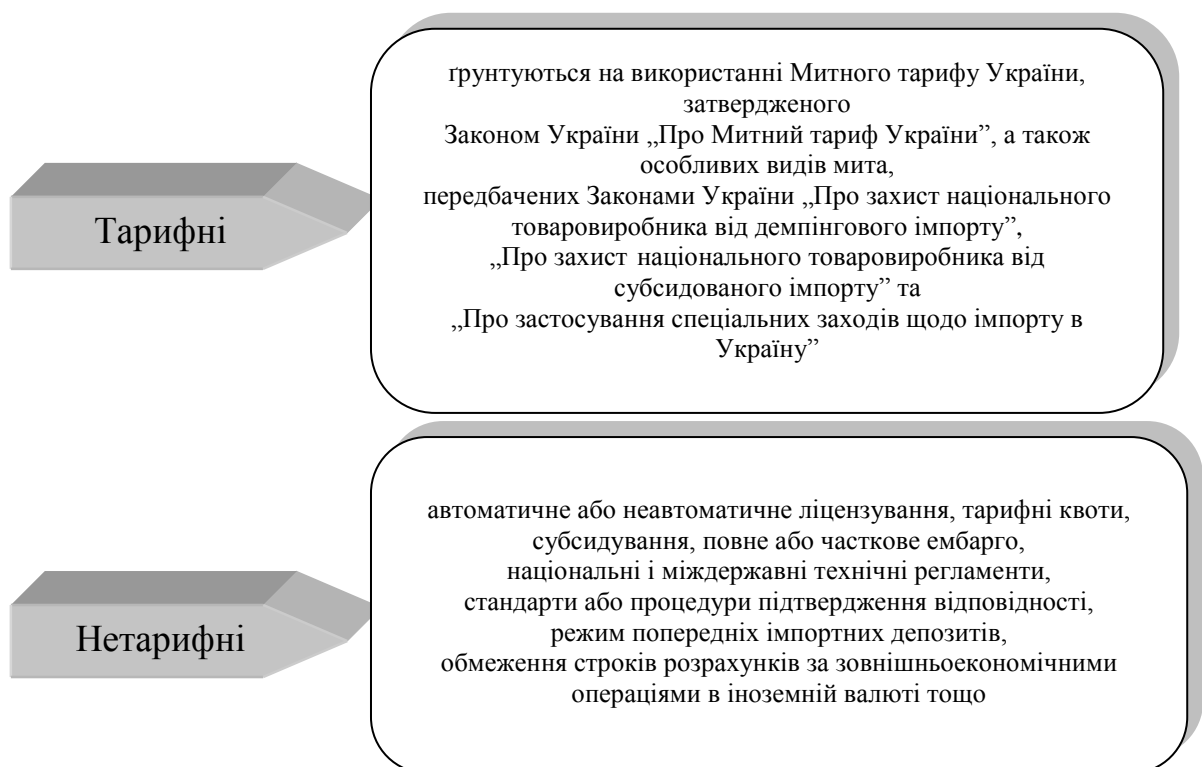 Тарифні
ґрунтуються на використанні Митного тарифу України,
затвердженого
Законом України „Про Митний тариф України”, а також
особливих видів мита,
передбачених Законами України „Про захист національного
товаровиробника від демпінгового імпорту”,
„Про захист національного товаровиробника від
субсидованого імпорту” та
„Про застосування спеціальних заходів щодо імпорту в
Україну”
Нетарифні
автоматичне або неавтоматичне ліцензування, тарифні квоти,
субсидування, повне або часткове ембарго,
національні і міждержавні технічні регламенти,
стандарти або процедури підтвердження відповідності,
режим попередніх імпортних депозитів,
обмеження строків розрахунків за зовнішньоекономічними
операціями в іноземній валюті тощо